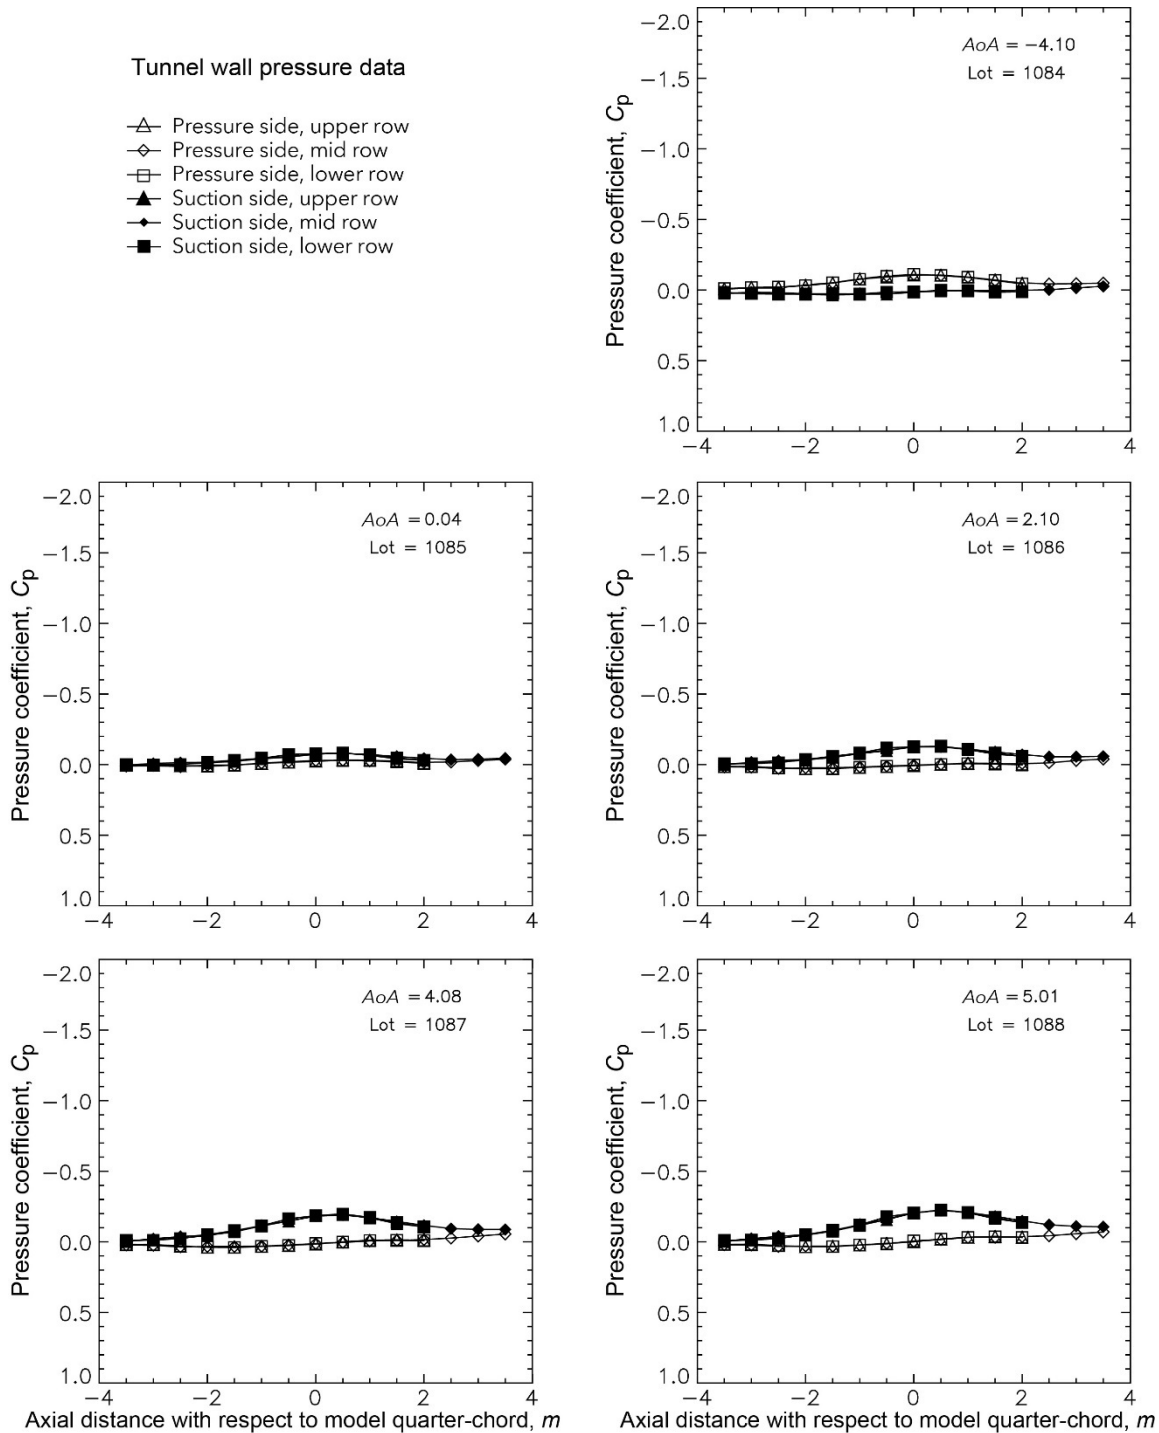 Tunnel wall pressure data
Pressure side, upper row
Pressure side, mid row
Pressure side, lower row
Suction side, upper row
Suction side, mid row
Suction side, lower row
AoA = −4.10
Lot = 1084
Pressure coefficient, Cp
−2.0
−1.5
−1.0
−0.5
0.0
0.5
1.0
−4 −2 0 2 4
AoA = 0.04
Lot = 1085
Pressure coefficient, Cp
−2.0
−1.5
−1.0
−0.5
0.0
0.5
1.0
−4 −2 0 2 4
AoA = 2.10
Lot = 1086
Pressure coefficient, Cp
−2.0
−1.5
−1.0
−0.5
0.0
0.5
1.0
−4 −2 0 2 4
AoA = 4.08
Lot = 1087
Pressure coefficient, Cp
−2.0
−1.5
−1.0
−0.5
0.0
0.5
1.0
−4 −2 0 2 4
Axial distance with respect to model quarter-chord, m
AoA = 5.01
Lot = 1088
Pressure coefficient, Cp
−2.0
−1.5
−1.0
−0.5
0.0
0.5
1.0
−4 −2 0 2 4
Axial distance with respect to model quarter-chord, m